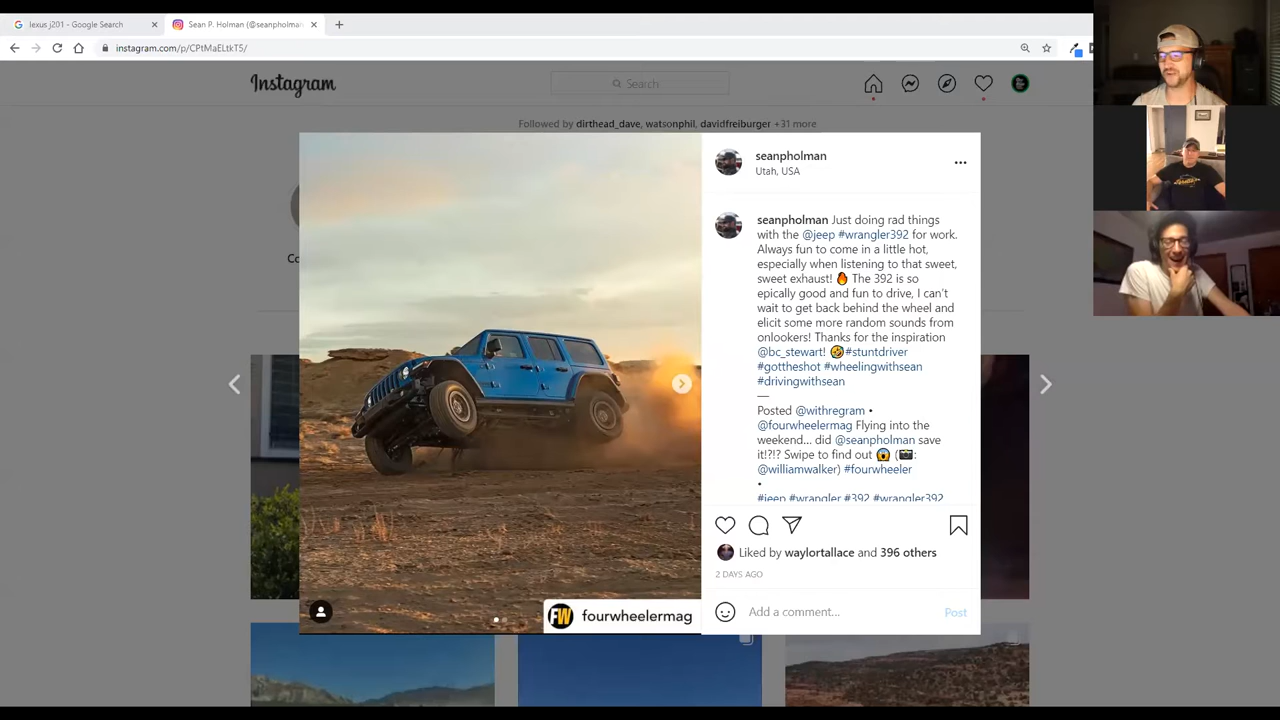 lexus j201 - Google Search
Sean P. Holman (@seanpholman
instagram.com/p/CPtMaELtkT5/
Instagram
Search
Followed by dirthead_dave, watsonphil, davidfreiburger +31 more
seanpholman
Utah, USA
seanpholman Just doing rad things
with the @jeep #wrangler392 for work.
Always fun to come in a little hot,
especially when listening to that sweet,
sweet exhaust! 🔥 The 392 is so
epically good and fun to drive, I can't
wait to get back behind the wheel and
elicit some more random sounds from
onlookers! Thanks for the inspiration
@bc_stewart! 🤣#stuntdriver
#gottheshot #wheelingwithsean
#drivingwithsean
—
Posted @withregram •
@fourwheelermag Flying into the
weekend... did @seanpholman save
it!?!? Swipe to find out 😱 (📸:
@williamwalker) #fourwheeler
•
#jeep #wrangler #392 #wrangler392
Liked by waylortallace and 396 others
2 DAYS AGO
Add a comment...
Post
FW fourwheelermag
Co